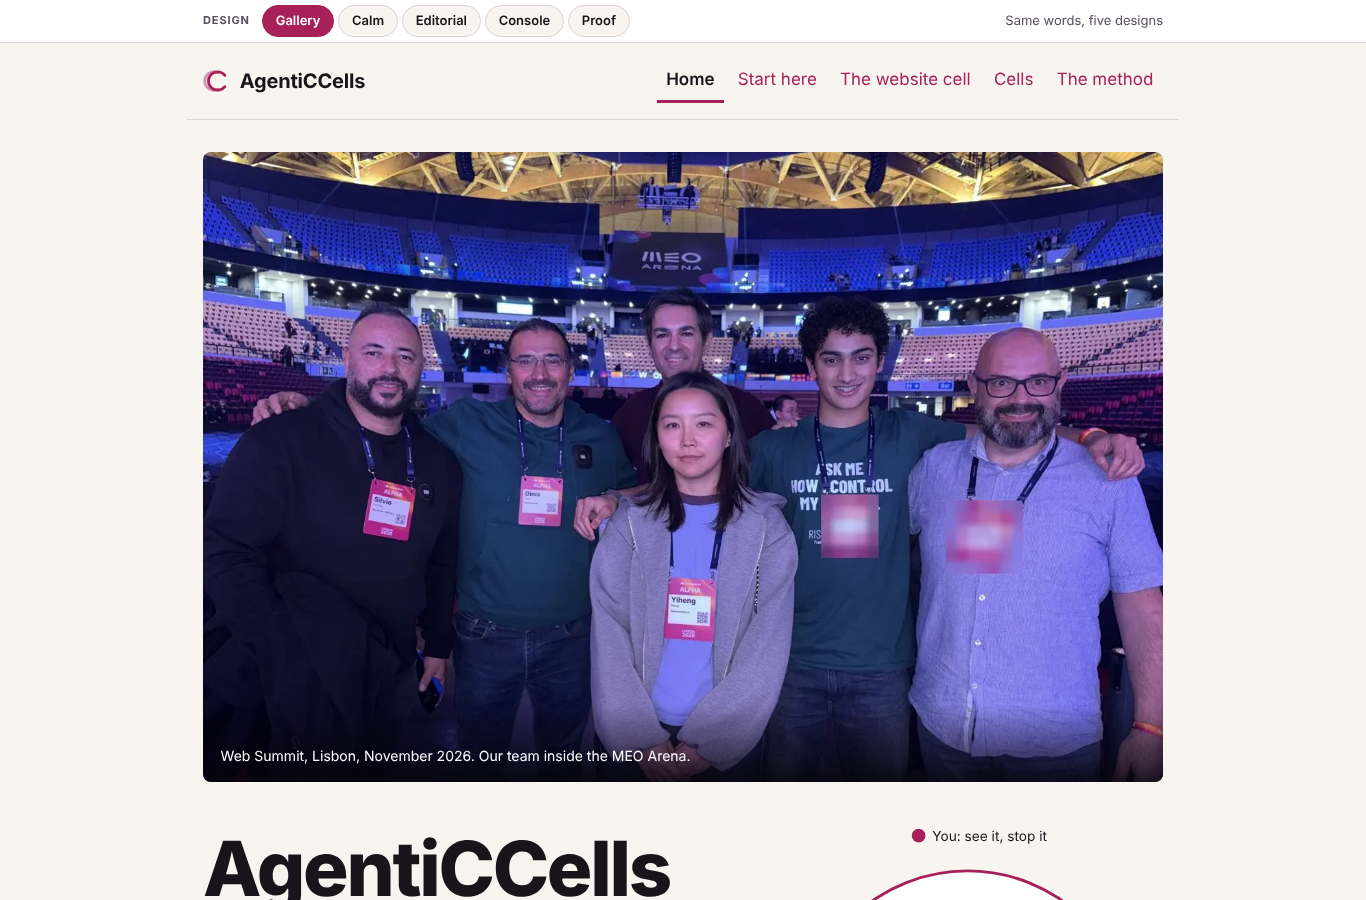 DESIGN Gallery Calm Editorial Console Proof Same words, five designs
AgentiCCells Home Start here The website cell Cells The method
MEO
ARENA
ALPHA
Silvio
ALPHA
Dinis
ASK ME
HOW I CONTROL
MY
RIS
ALPHA
Yiheng
Web Summit, Lisbon, November 2026. Our team inside the MEO Arena.
You: see it, stop it
AgentiCCells